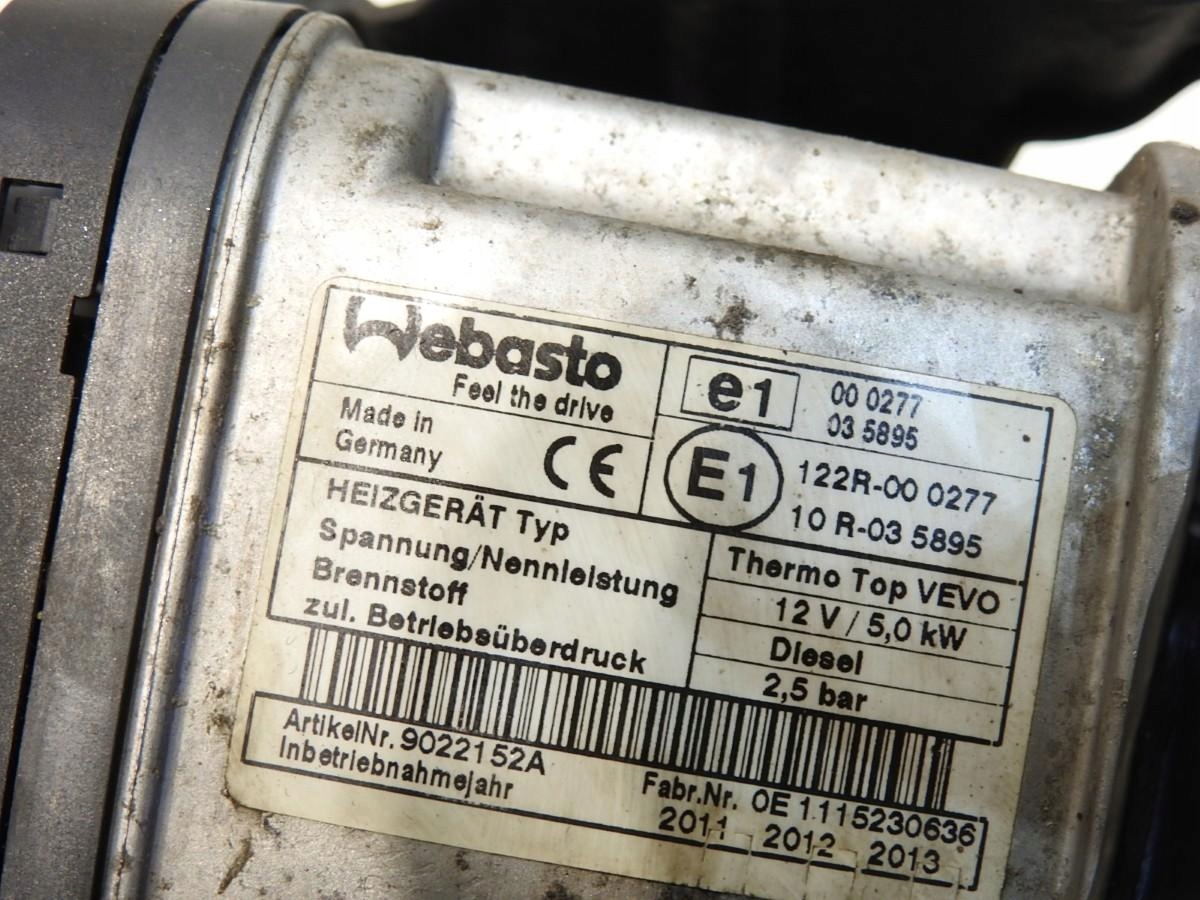 Webasto
Feel the drive
Made in
Germany
CE
e1
00 0277
03 5895
E1
122R-00 0277
10 R-03 5895
HEIZGERÄT Typ
Thermo Top VEVO
Spannung/Nennleistung
12 V / 5,0 kW
Brennstoff
Diesel
zul. Betriebsüberdruck
2,5 bar
ArtikelNr. 9022152A
Fabr.Nr. 0E 1115230636
Inbetriebnahmejahr
2011 2012 2013